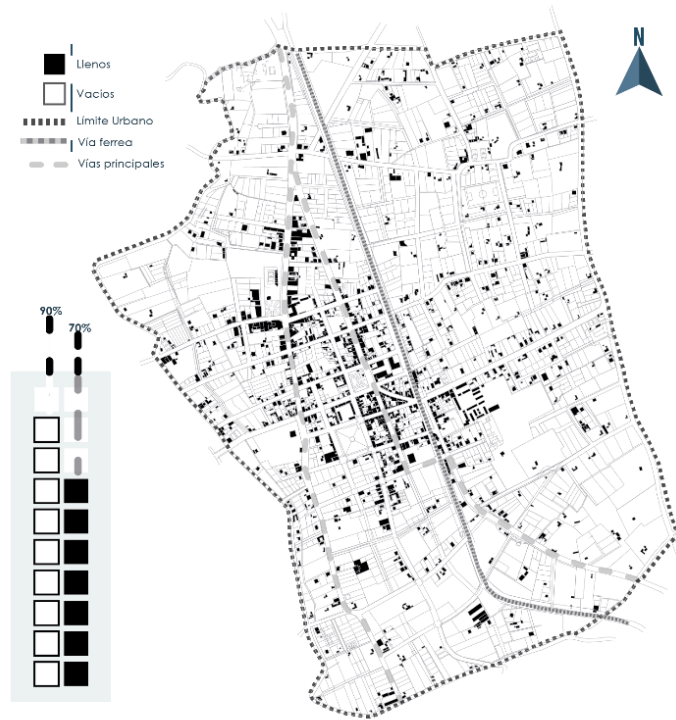 N
Llenos
Vacios
Límite Urbano
Vía ferrea
Vías principales
90%
70%